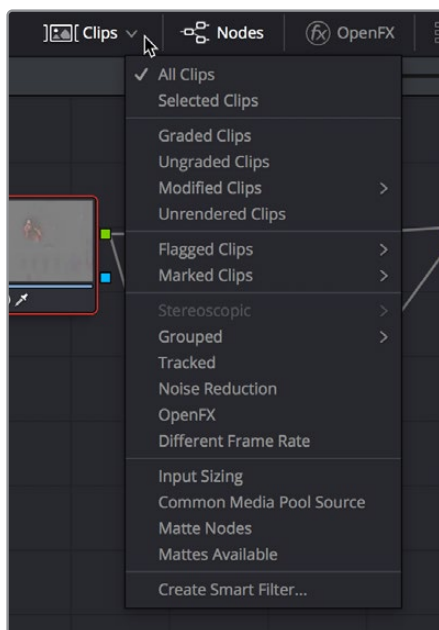 Clips
Nodes
fx OpenFX
All Clips
Selected Clips
Graded Clips
Ungraded Clips
Modified Clips
Unrendered Clips
Flagged Clips
Marked Clips
Stereoscopic
Grouped
Tracked
Noise Reduction
OpenFX
Different Frame Rate
Input Sizing
Common Media Pool Source
Matte Nodes
Mattes Available
Create Smart Filter...